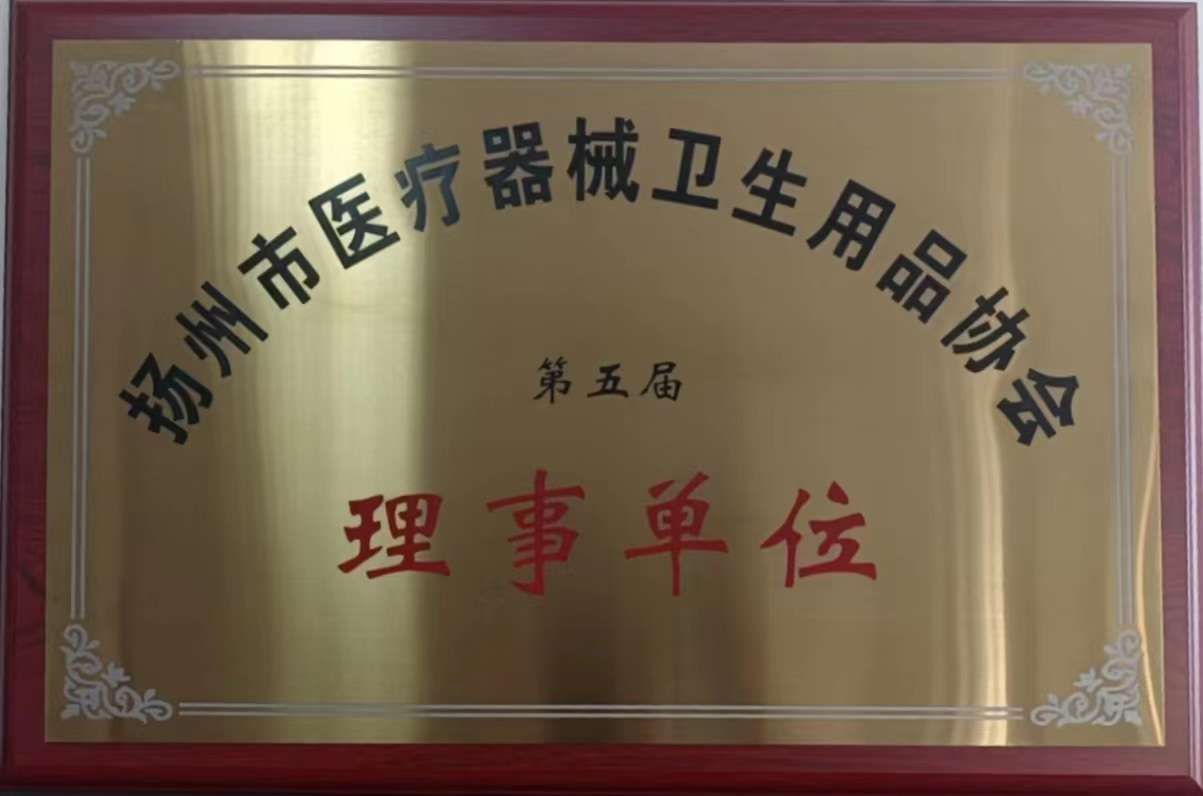 扬州市医疗器械卫生用品协会
第五届
理事单位